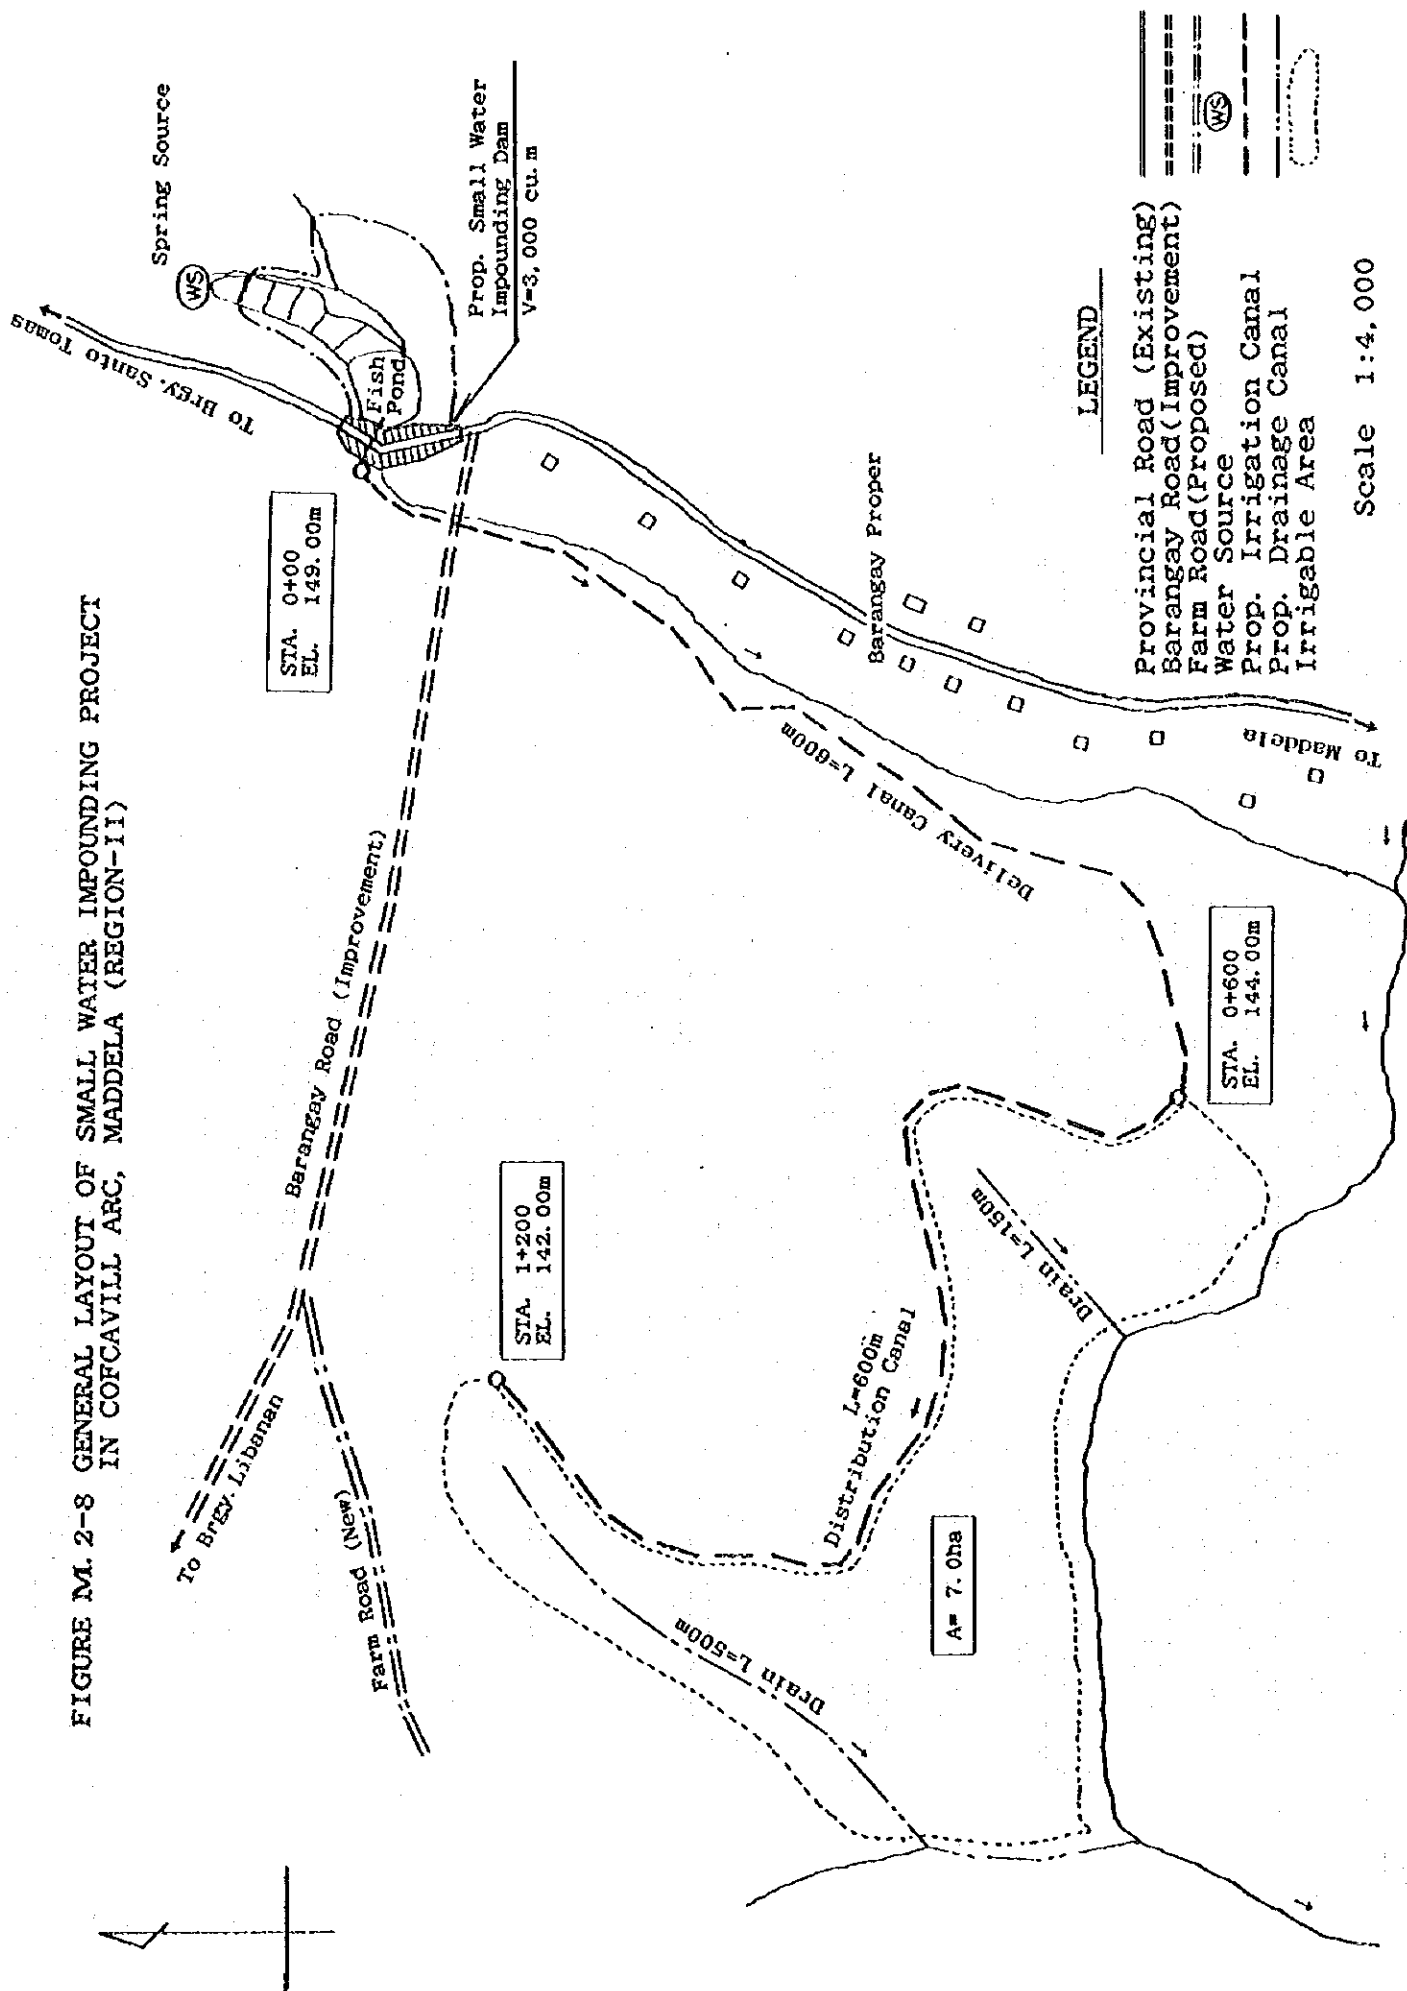 FIGURE M. 2-8 GENERAL LAYOUT OF SMALL WATER IMPOUNDING PROJECT
IN COFCAVILL ARC, MADDELA (REGION-II)
To Brgy. Santo Tomas
Spring Source
WS
Fish
Pond
Prop. Small Water
Impounding Dam
V=3,000 cu.m
STA. 0+00
EL. 149.00m
To Brgy. Libanan
Barangay Road (Improvement)
Farm Road (New)
STA. 1+200
EL. 142.00m
Delivery Canal L=600m
Barangay Proper
To Maddela
STA. 0+600
EL. 144.00m
L=600m
Distribution Canal
Drain L=150m
Drain L=500m
A= 7.0ha
LEGEND
Provincial Road (Existing)
Barangay Road(Improvement)
Farm Road(Proposed)
Water Source
WS
Prop. Irrigation Canal
Prop. Drainage Canal
Irrigable Area
Scale 1:4,000